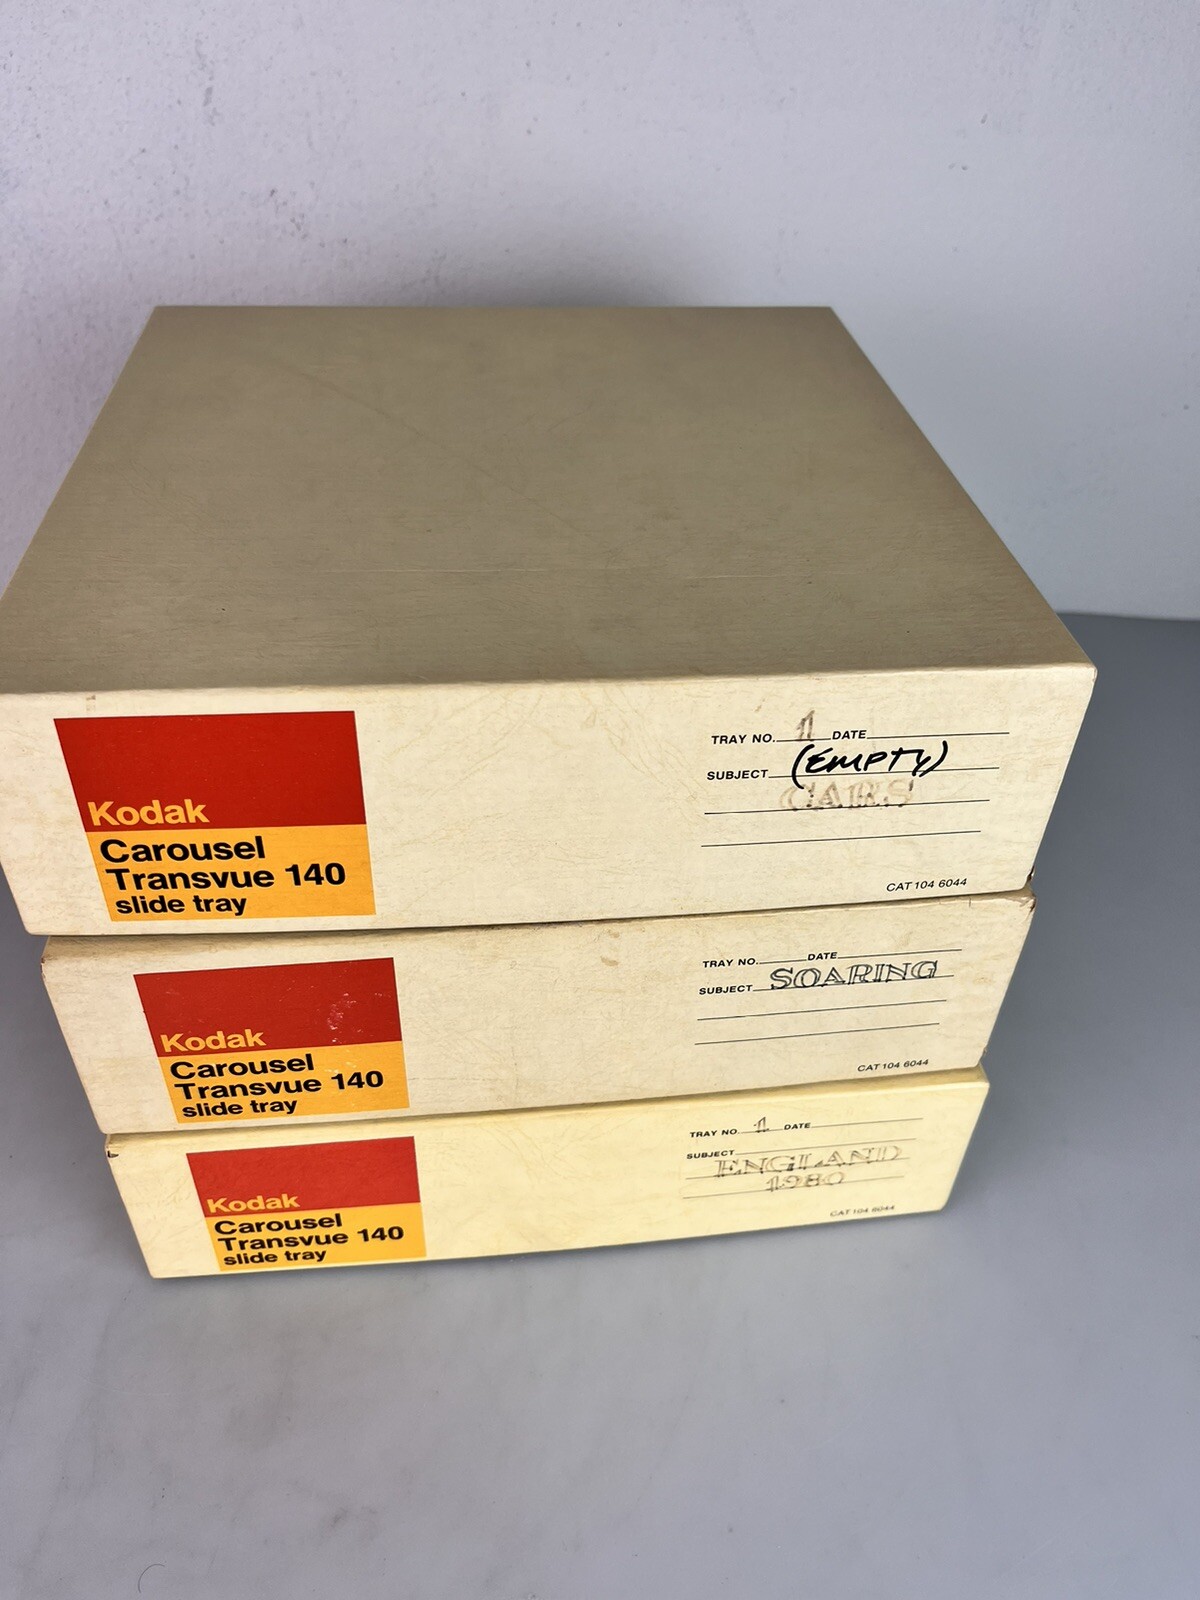 Kodak
Carousel
Transvue 140
slide tray
TRAY NO. 1 DATE
SUBJECT (EMPTY)
CARS
CAT 104 6044
Kodak
Carousel
Transvue 140
slide tray
TRAY NO. DATE
SUBJECT SOARING
CAT 104 6044
Kodak
Carousel
Transvue 140
slide tray
TRAY NO. 1 DATE
SUBJECT
ENGLAND
1980
CAT 104 6044